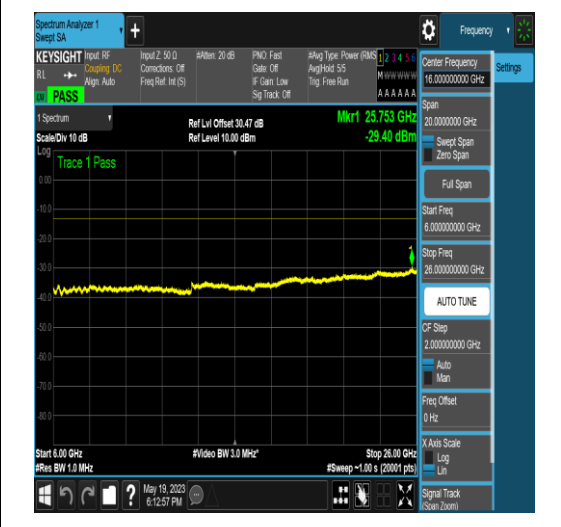 Spectrum Analyzer 1
Swept SA
Frequency
KEYSIGHT
Input: RF
Coupling: DC
Align: Auto
Input Z: 50 Ω
Corrections: Off
Freq Ref: Int (S)
#Atten: 20 dB
PNO: Fast
Gate: Off
IF Gain: Low
Sig Track: Off
#Avg Type: Power (RMS
Avg|Hold: 5/5
Trig: Free Run
1 2 3 4 5 6
M W W W W W
A A A A A A
RL
PASS
Settings
Center Frequency
16.000000000 GHz
Span
20.0000000 GHz
Swept Span
Zero Span
Full Span
Start Freq
6.000000000 GHz
Stop Freq
26.000000000 GHz
AUTO TUNE
CF Step
2.000000000 GHz
Auto
Man
Freq Offset
0 Hz
X Axis Scale
Log
Lin
Signal Track
(Span Zoom)
1 Spectrum
Scale/Div 10 dB
Ref Lvl Offset 30.47 dB
Ref Level 10.00 dBm
Mkr1 25.753 GHz
-29.40 dBm
Log
Trace 1 Pass
0.00
-10.0
-20.0
-30.0
-40.0
-50.0
-60.0
-70.0
-80.0
1
Start 6.00 GHz
#Res BW 1.0 MHz
#Video BW 3.0 MHz*
Stop 26.00 GHz
#Sweep ~1.00 s (20001 pts)
May 19, 2023
6:12:57 PM